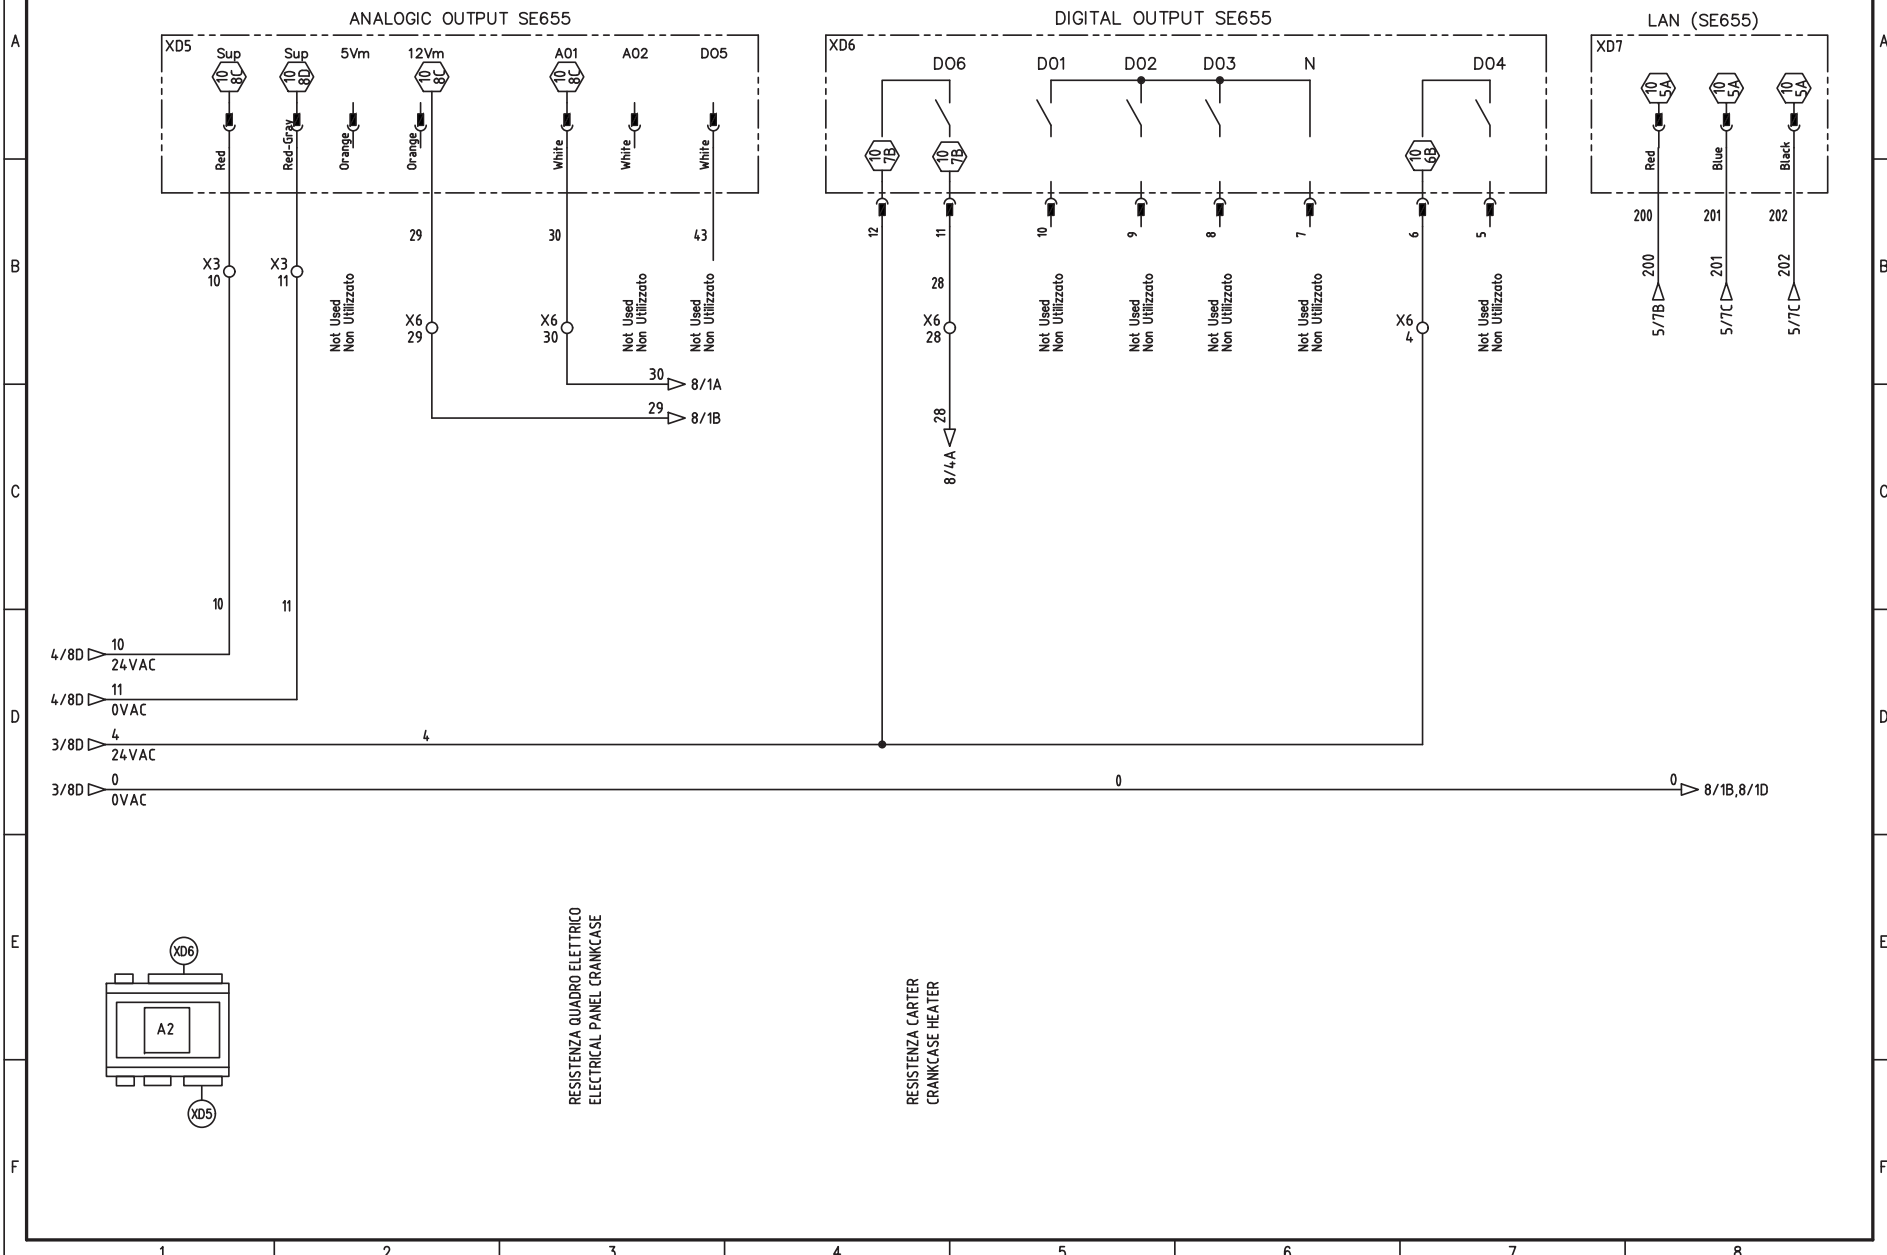 ANALOGIC OUTPUT SE655
DIGITAL OUTPUT SE655
LAN (SE655)
A
A
XD5
Sup
Sup
5Vm
12Vm
AO1
AO2
DO5
10 8C
10 8D
10 8C
10 8C
Red
Red-Gray
Orange
Orange
White
White
White
XD6
DO6
DO1
DO2
DO3
N
DO4
10 7B
10 7B
10 6B
XD7
10 5A
10 5A
10 5A
Red
Blue
Black
12
11
10
9
8
7
6
5
200
201
202
29
30
43
B
B
X3
10
X3
11
28
200
201
202
5/7B
5/7C
5/7C
Not Used
Non Utilizzato
X6
29
X6
30
Not Used
Non Utilizzato
Not Used
Non Utilizzato
X6
28
Not Used
Non Utilizzato
Not Used
Non Utilizzato
Not Used
Non Utilizzato
Not Used
Non Utilizzato
X6
4
Not Used
Non Utilizzato
30
8/1A
29
8/1B
28
8/4A
C
C
10
11
4/8D
10
24VAC
4/8D
11
0VAC
D
D
3/8D
4
24VAC
4
3/8D
0
0VAC
0
0
8/1B,8/1D
E
E
XD6
A2
XD5
RESISTENZA QUADRO ELETTRICO
ELECTRICAL PANEL CRANKCASE
RESISTENZA CARTER
CRANKCASE HEATER
F
F
1
2
3
4
5
6
7
8